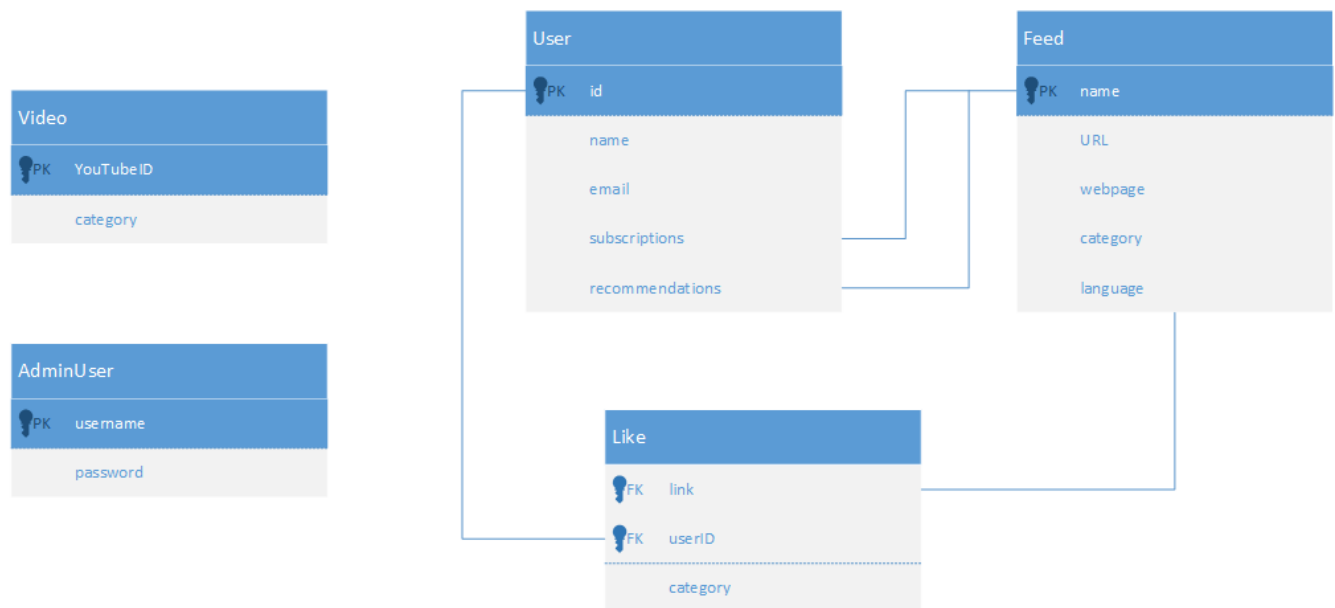 Video
PK YouTubeID
category
AdminUser
PK username
password
User
PK id
name
email
subscriptions
recommendations
Feed
PK name
URL
webpage
category
language
Like
FK link
FK userID
category